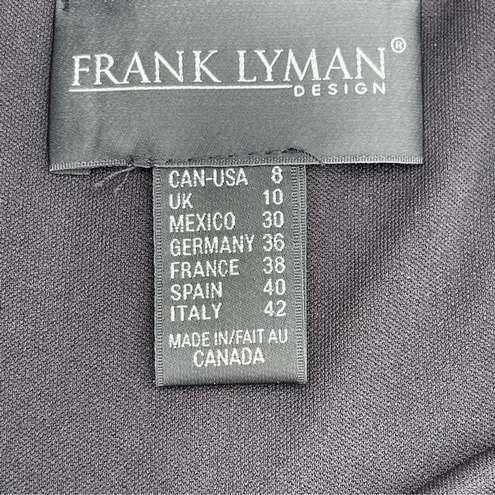 FRANK LYMAN®
DESIGN
CAN-USA 8
UK 10
MEXICO 30
GERMANY 36
FRANCE 38
SPAIN 40
ITALY 42
MADE IN/FAIT AU
CANADA